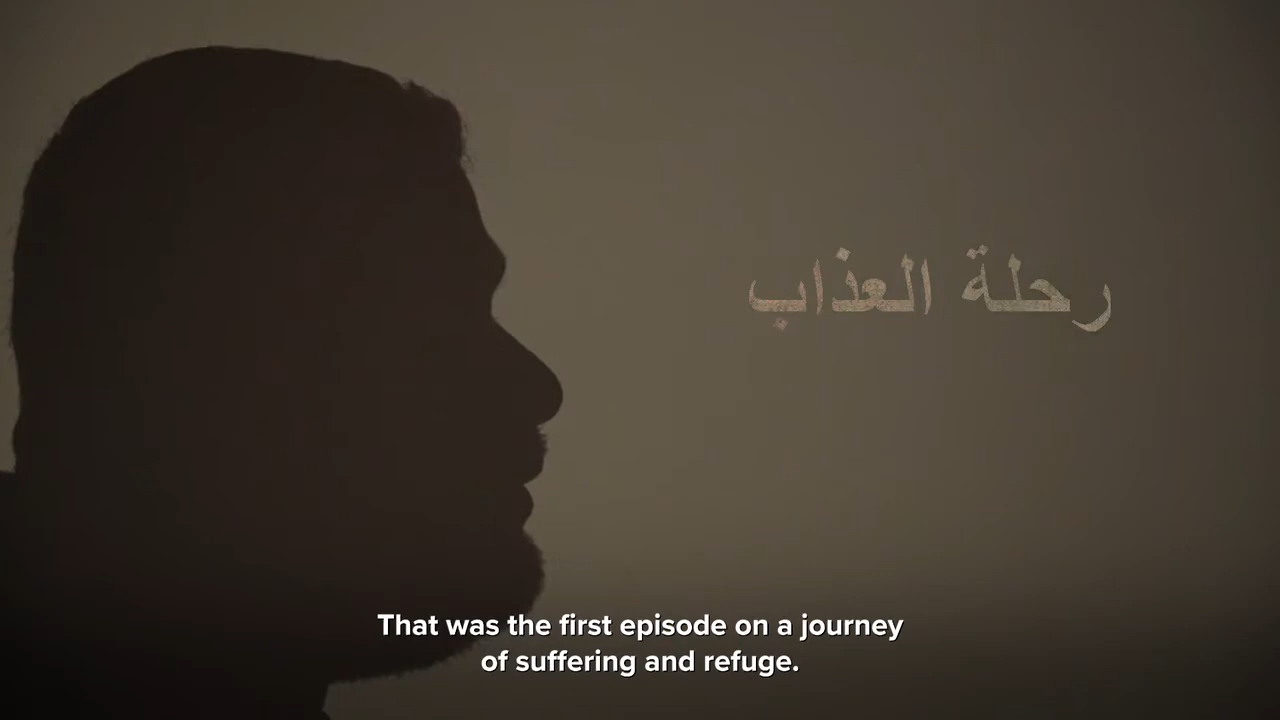 رحلة العذاب
That was the first episode on a journey
of suffering and refuge.